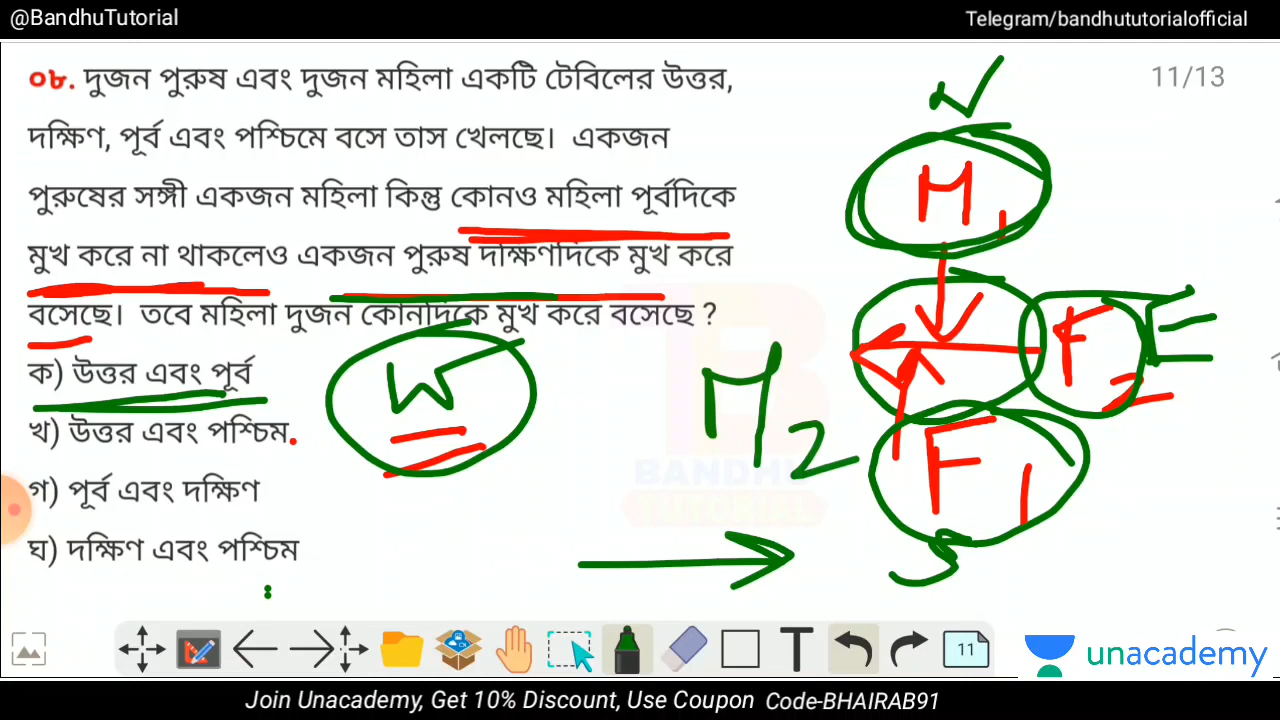 @BandhuTutorial
Telegram/bandhututorialofficial
০৮. দুজন পুরুষ এবং দুজন মহিলা একটি টেবিলের উত্তর,
দক্ষিণ, পূর্ব এবং পশ্চিমে বসে তাস খেলছে। একজন
পুরুষের সঙ্গী একজন মহিলা কিন্তু কোনও মহিলা পূর্বদিকে
মুখ করে না থাকলেও একজন পুরুষ দক্ষিণদিকে মুখ করে
বসেছে। তবে মহিলা দুজন কোনদিকে মুখ করে বসেছে ?
ক) উত্তর এবং পূর্ব
খ) উত্তর এবং পশ্চিম
গ) পূর্ব এবং দক্ষিণ
ঘ) দক্ষিণ এবং পশ্চিম
11/13
M1
F2
E
W
M2
F1
S
BANDHU
TUTORIAL
T
11
unacademy
Join Unacademy, Get 10% Discount, Use Coupon Code-BHAIRAB91